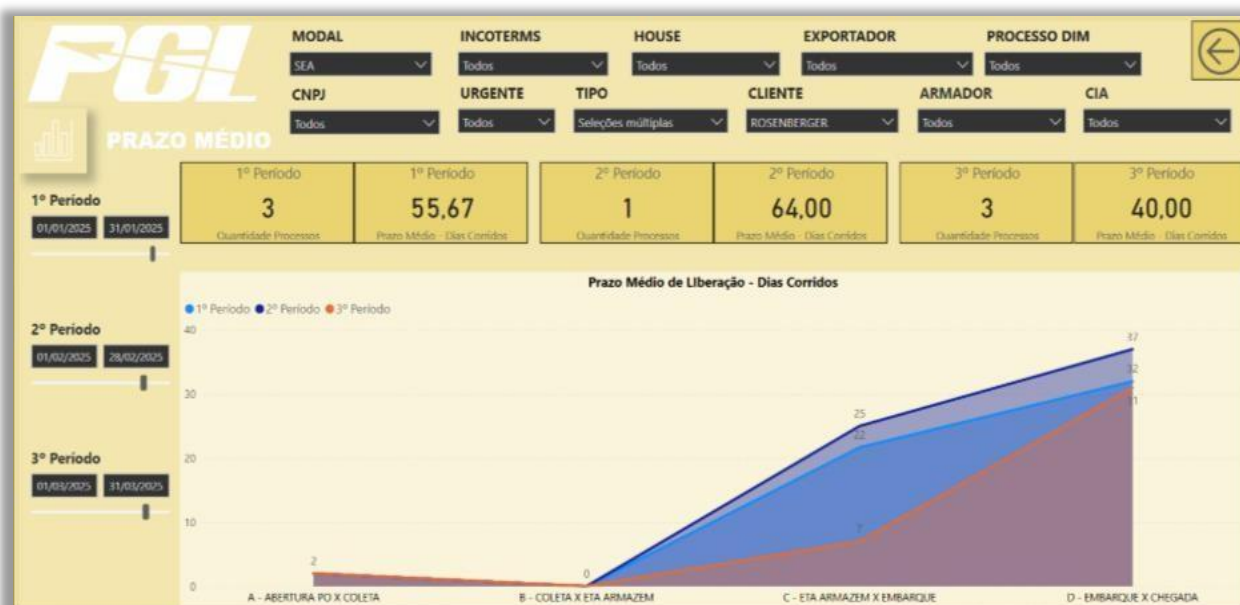 PGL
MODAL INCOTERMS HOUSE EXPORTADOR PROCESSO DIM
SEA Todos Todos Todos Todos
CNPJ URGENTE TIPO CLIENTE ARMADOR CIA
Todos Todos Seleções múltiplas ROSENBERGER Todos Todos
PRAZO MÉDIO
1º Período 1º Período 2º Período 2º Período 3º Período 3º Período
3 55,67 1 64,00 3 40,00
Quantidade Processos Prazo Médio - Dias Corridos Quantidade Processos Prazo Médio - Dias Corridos Quantidade Processos Prazo Médio - Dias Corridos
1º Período
01/01/2025 31/01/2025
2º Período
01/02/2025 28/02/2025
3º Período
01/03/2025 31/03/2025
Prazo Médio de LIberação - Dias Corridos
1º Período 2º Período 3º Período
40
30
20
10
0
2
0
25
22
7
37
32
31
A - ABERTURA PO X COLETA B - COLETA X ETA ARMAZEM C - ETA ARMAZEM X EMBARQUE D - EMBARQUE X CHEGADA